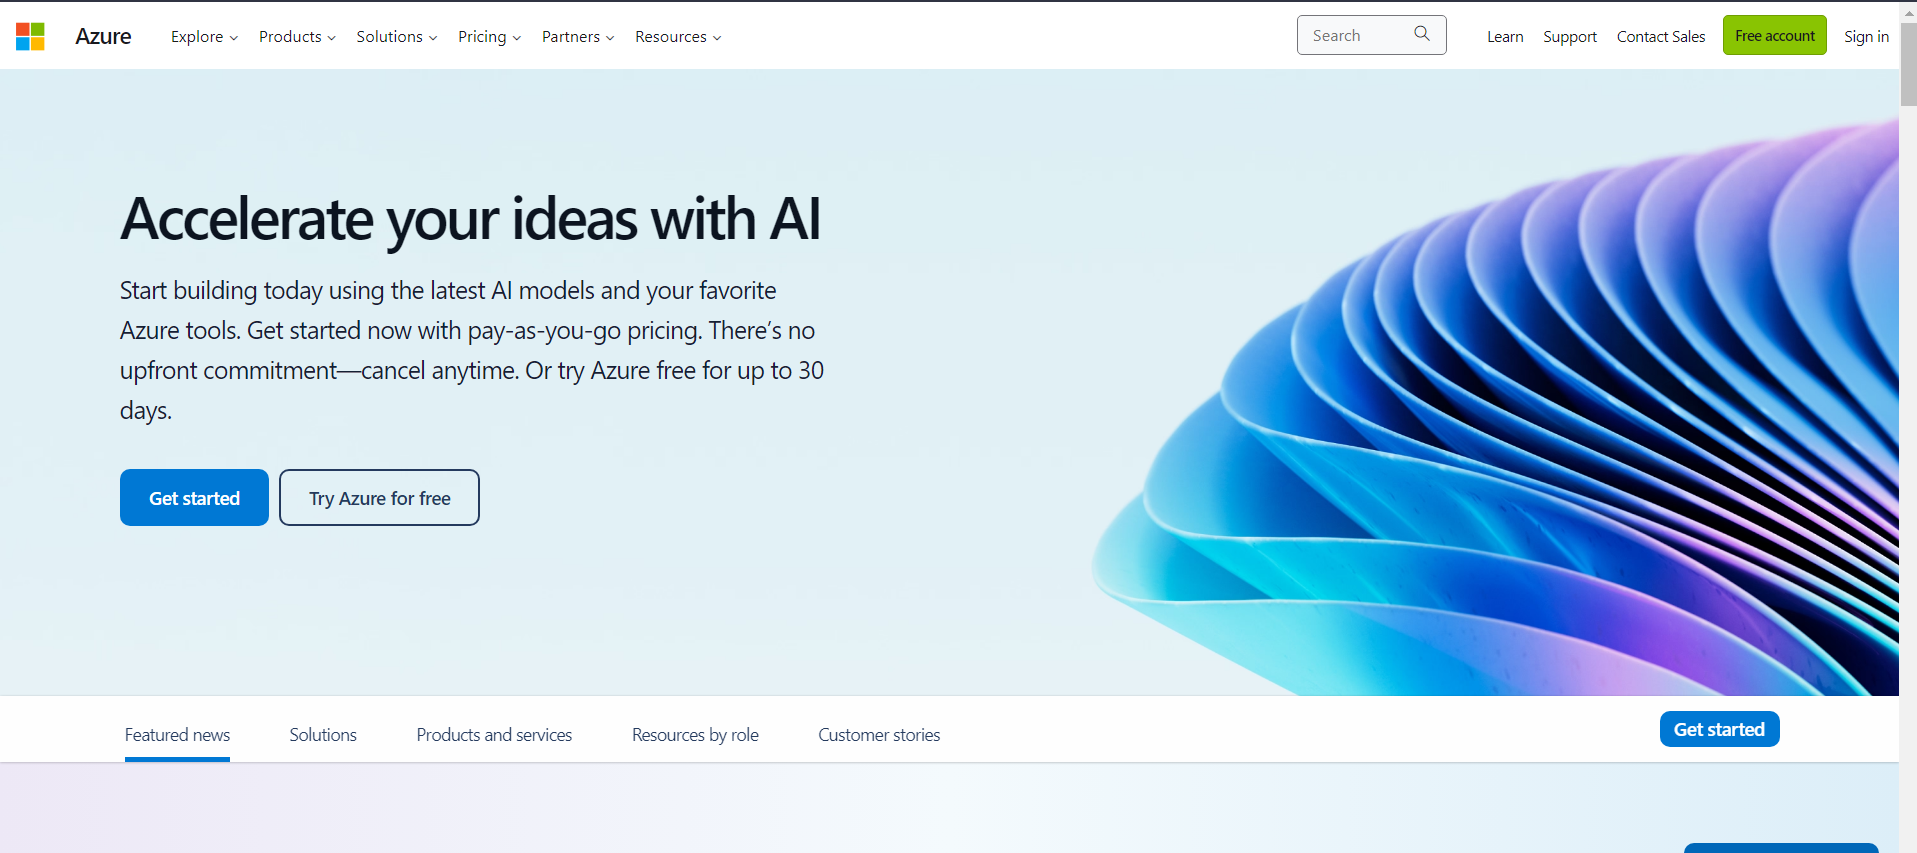 Azure Explore Products Solutions Pricing Partners Resources Search Learn Support Contact Sales Free account Sign in
Accelerate your ideas with AI
Start building today using the latest AI models and your favorite
Azure tools. Get started now with pay-as-you-go pricing. There’s no
upfront commitment—cancel anytime. Or try Azure free for up to 30
days.
Get started Try Azure for free
Featured news Solutions Products and services Resources by role Customer stories Get started